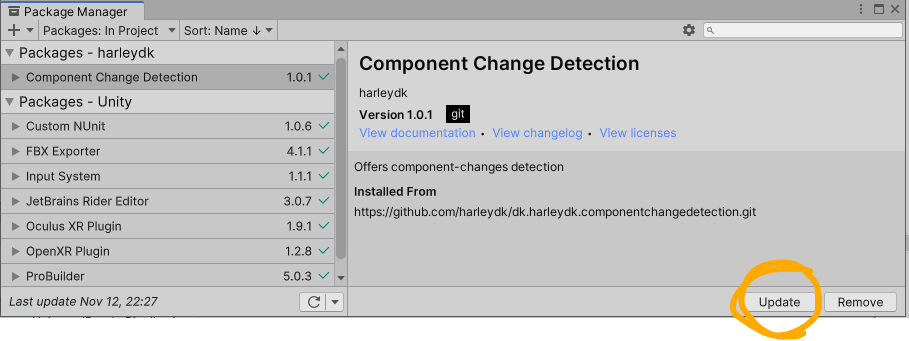 Package Manager
Packages: In Project
Sort: Name ↓
Packages - harleydk
Component Change Detection 1.0.1
Packages - Unity
Custom NUnit 1.0.6
FBX Exporter 4.1.1
Input System 1.1.1
JetBrains Rider Editor 3.0.7
Oculus XR Plugin 1.9.1
OpenXR Plugin 1.2.8
ProBuilder 5.0.3
Last update Nov 12, 22:27
Component Change Detection
harleydk
Version 1.0.1 git
View documentation • View changelog • View licenses
Offers component-changes detection
Installed From
https://github.com/harleydk/dk.harleydk.componentchangedetection.git
Update Remove